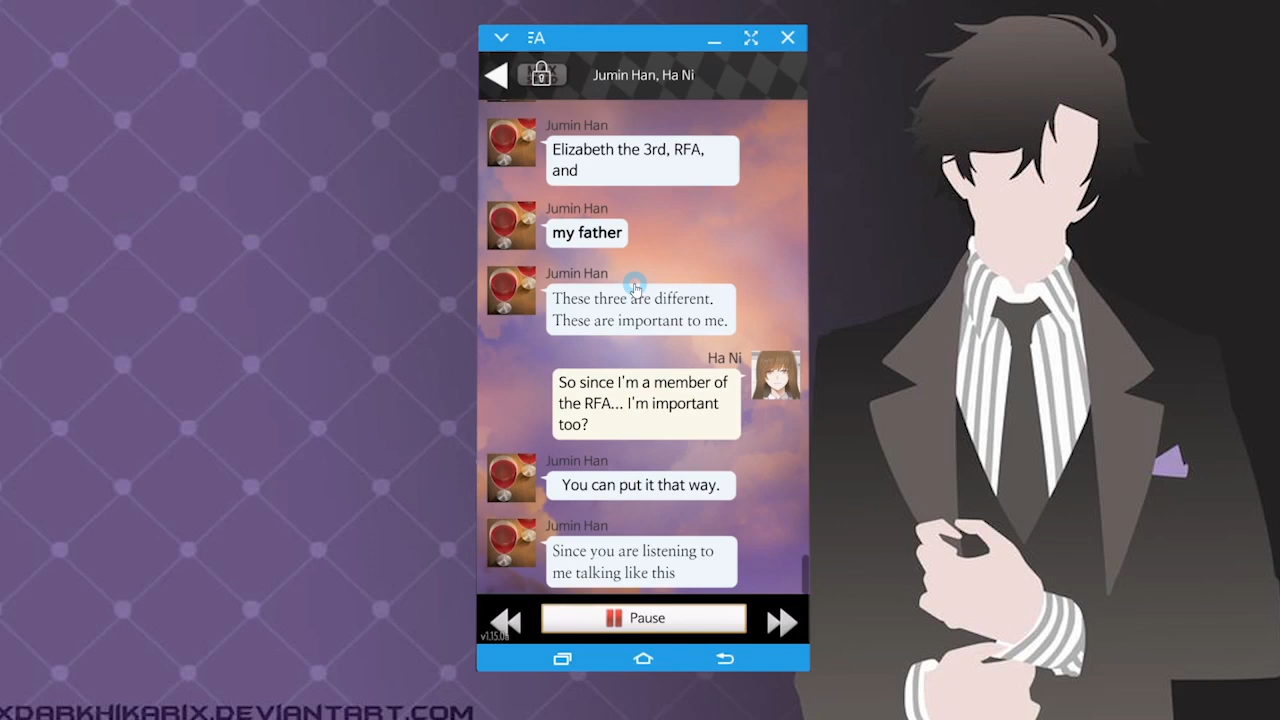 Jumin Han, Ha Ni
Jumin Han
Elizabeth the 3rd, RFA,
and
Jumin Han
my father
Jumin Han
These three are different.
These are important to me.
Ha Ni
So since I'm a member of
the RFA... I'm important
too?
Jumin Han
You can put it that way.
Jumin Han
Since you are listening to
me talking like this
Pause
XDARKHIKARIX.DEVIANTART.COM